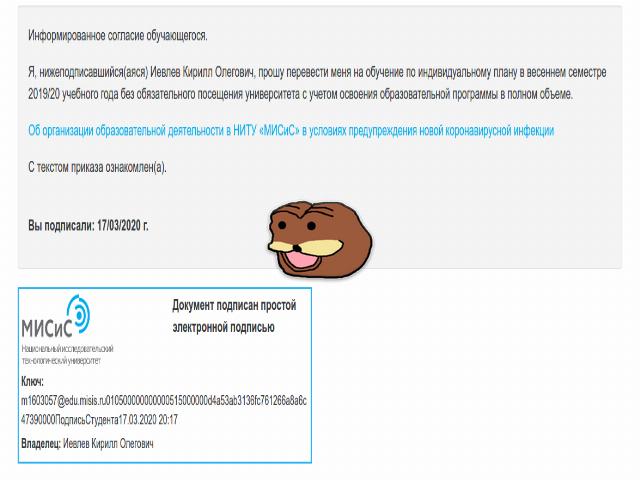 Информированное согласие обучающегося.
Я, нижеподписавшийся(аяся) Иевлев Кирилл Олегович, прошу перевести меня на обучение по индивидуальному плану в весеннем семестре
2019/20 учебного года без обязательного посещения университета с учетом освоения образовательной программы в полном объеме.
Об организации образовательной деятельности в НИТУ «МИСиС» в условиях предупреждения новой коронавирусной инфекции
С текстом приказа ознакомлен(а).
Вы подписали: 17/03/2020 г.
МИСиС
Национальный исследовательский
технологический университет
Документ подписан простой
электронной подписью
Ключ:
m1603057@edu.misis.ru010500000000000515000000d4a53ab3136fc761266a8a6c
47390000ПодписьСтудента17.03.2020 20:17
Владелец: Иевлев Кирилл Олегович